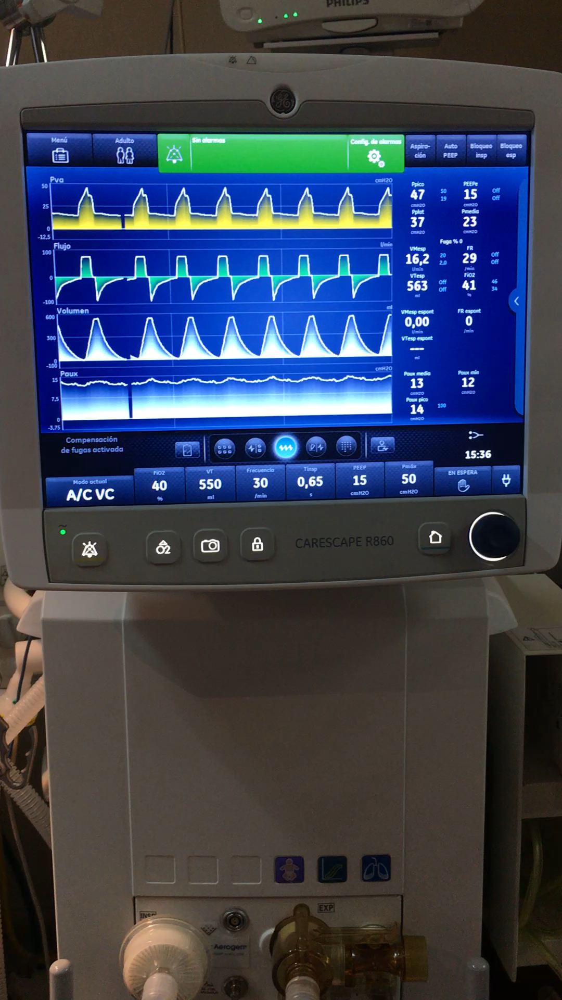 PHILIPS
GE
Menú
Adulto
Sin alarmas
Config. de alarmas
Aspira-
ción
Auto
PEEP
Bloqueo
insp
Bloqueo
esp
Pva
cmH2O
50
25
0
-12,5
Ppico
47
cmH2O
50
19
PEEPe
15
cmH2O
Off
Off
Pplat
37
cmH2O
Pmedia
23
cmH2O
Flujo
l/min
100
0
-100
Fuga % 0
VMesp
16,2
l/min
20
2,0
FR
29
/min
Off
Off
VTesp
563
ml
Off
Off
FiO2
41
%
46
34
Volumen
ml
600
300
0
-100
VMesp espont
0,00
l/min
FR espont
0
/min
VTesp espont
---
ml
Paux
cmH2O
15
7,5
0
-3,75
Paux media
13
cmH2O
Paux min
12
cmH2O
Paux pico
14
cmH2O
100
Compensación
de fugas activada
15:36
Modo actual
A/C VC
FiO2
40
%
VT
550
ml
Frecuencia
30
/min
Tinsp
0,65
s
PEEP
15
cmH2O
Pmáx
50
cmH2O
EN ESPERA
O2
CARESCAPE R860
INSP
EXP
Aerogen